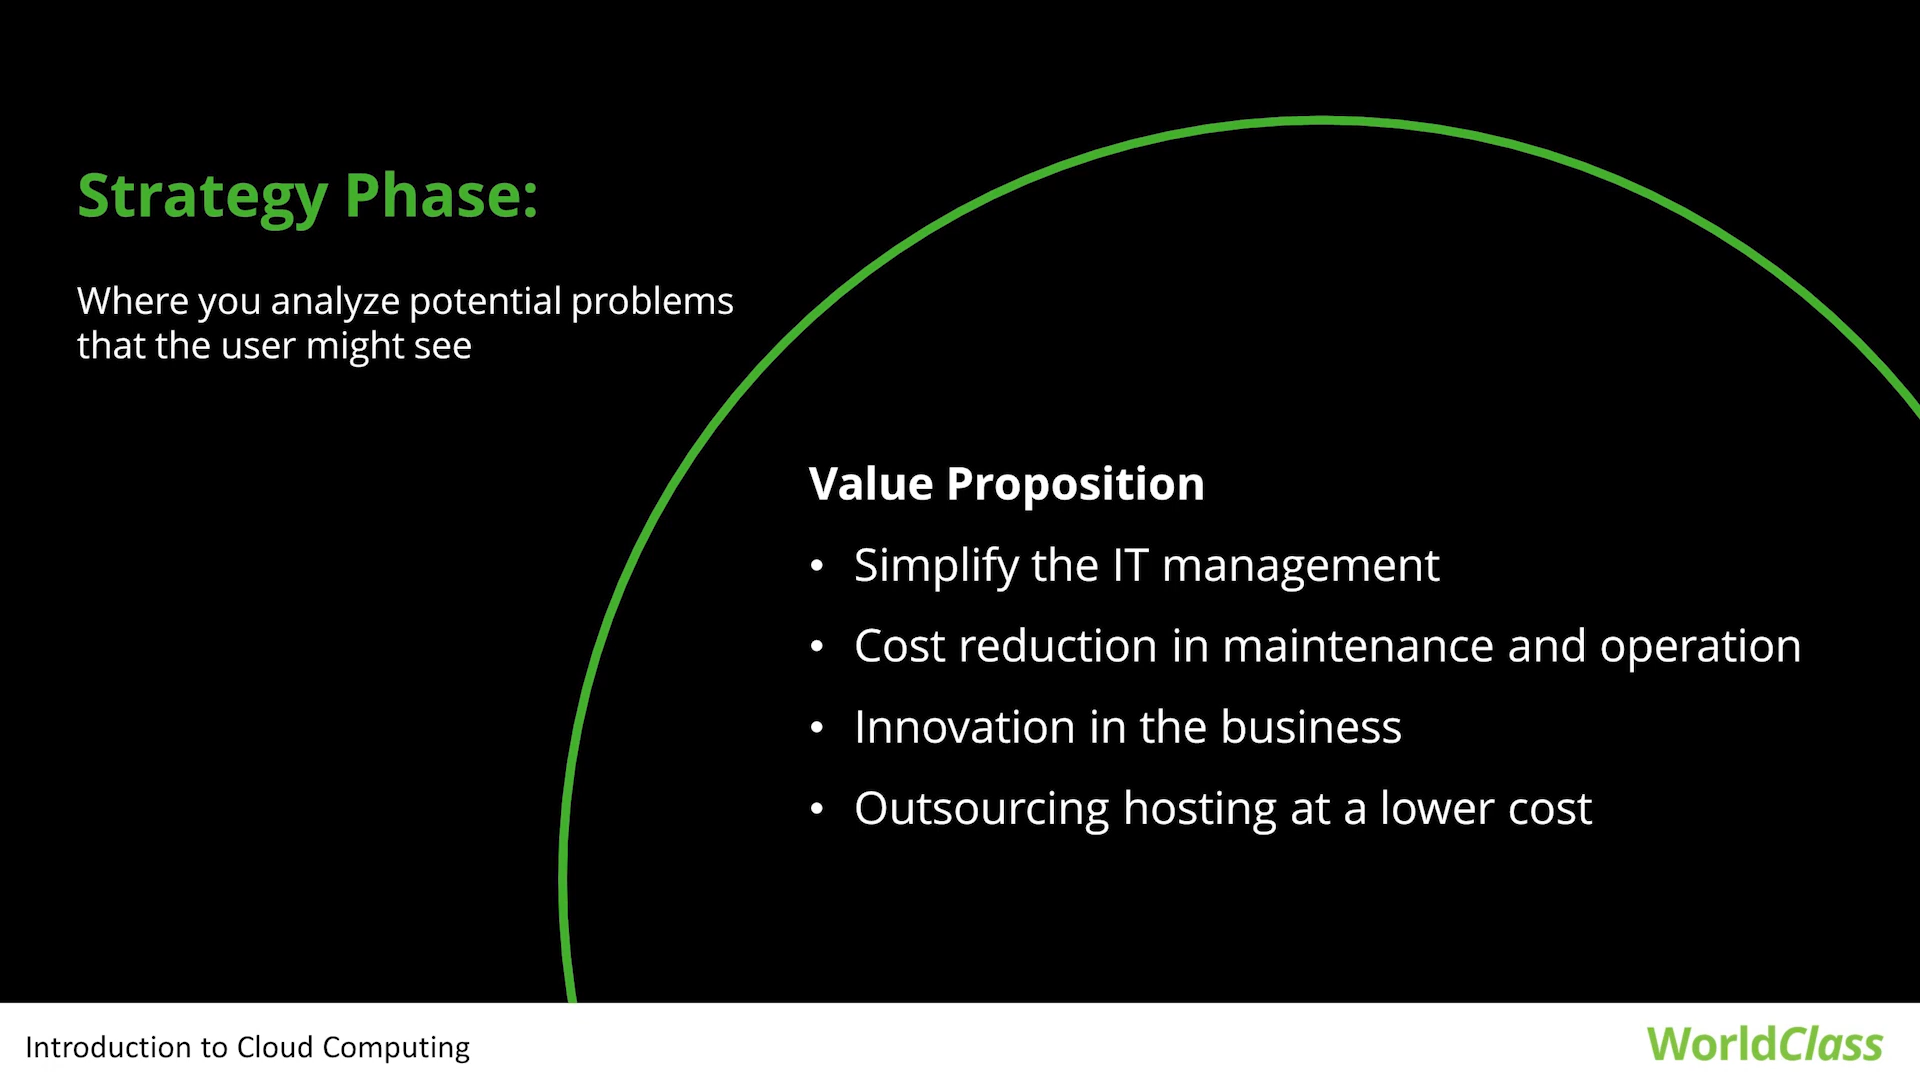 Strategy Phase:
Where you analyze potential problems
that the user might see
Value Proposition
• Simplify the IT management
• Cost reduction in maintenance and operation
• Innovation in the business
• Outsourcing hosting at a lower cost
Introduction to Cloud Computing
WorldClass